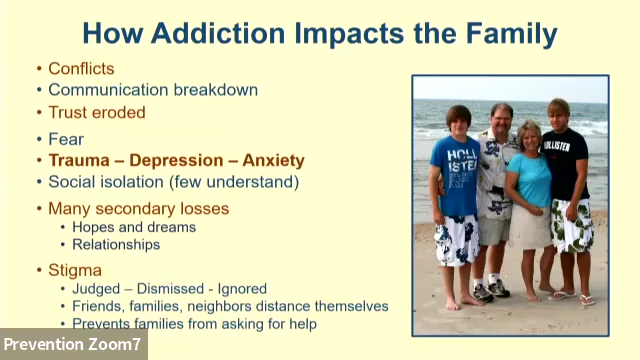 How Addiction Impacts the Family
• Conflicts
• Communication breakdown
• Trust eroded
• Fear
• Trauma – Depression – Anxiety
• Social isolation (few understand)
• Many secondary losses
• Hopes and dreams
• Relationships
• Stigma
• Judged – Dismissed - Ignored
• Friends, families, neighbors distance themselves
• Prevents families from asking for help
HOLL
ISTER
HOLLISTER
Prevention Zoom7